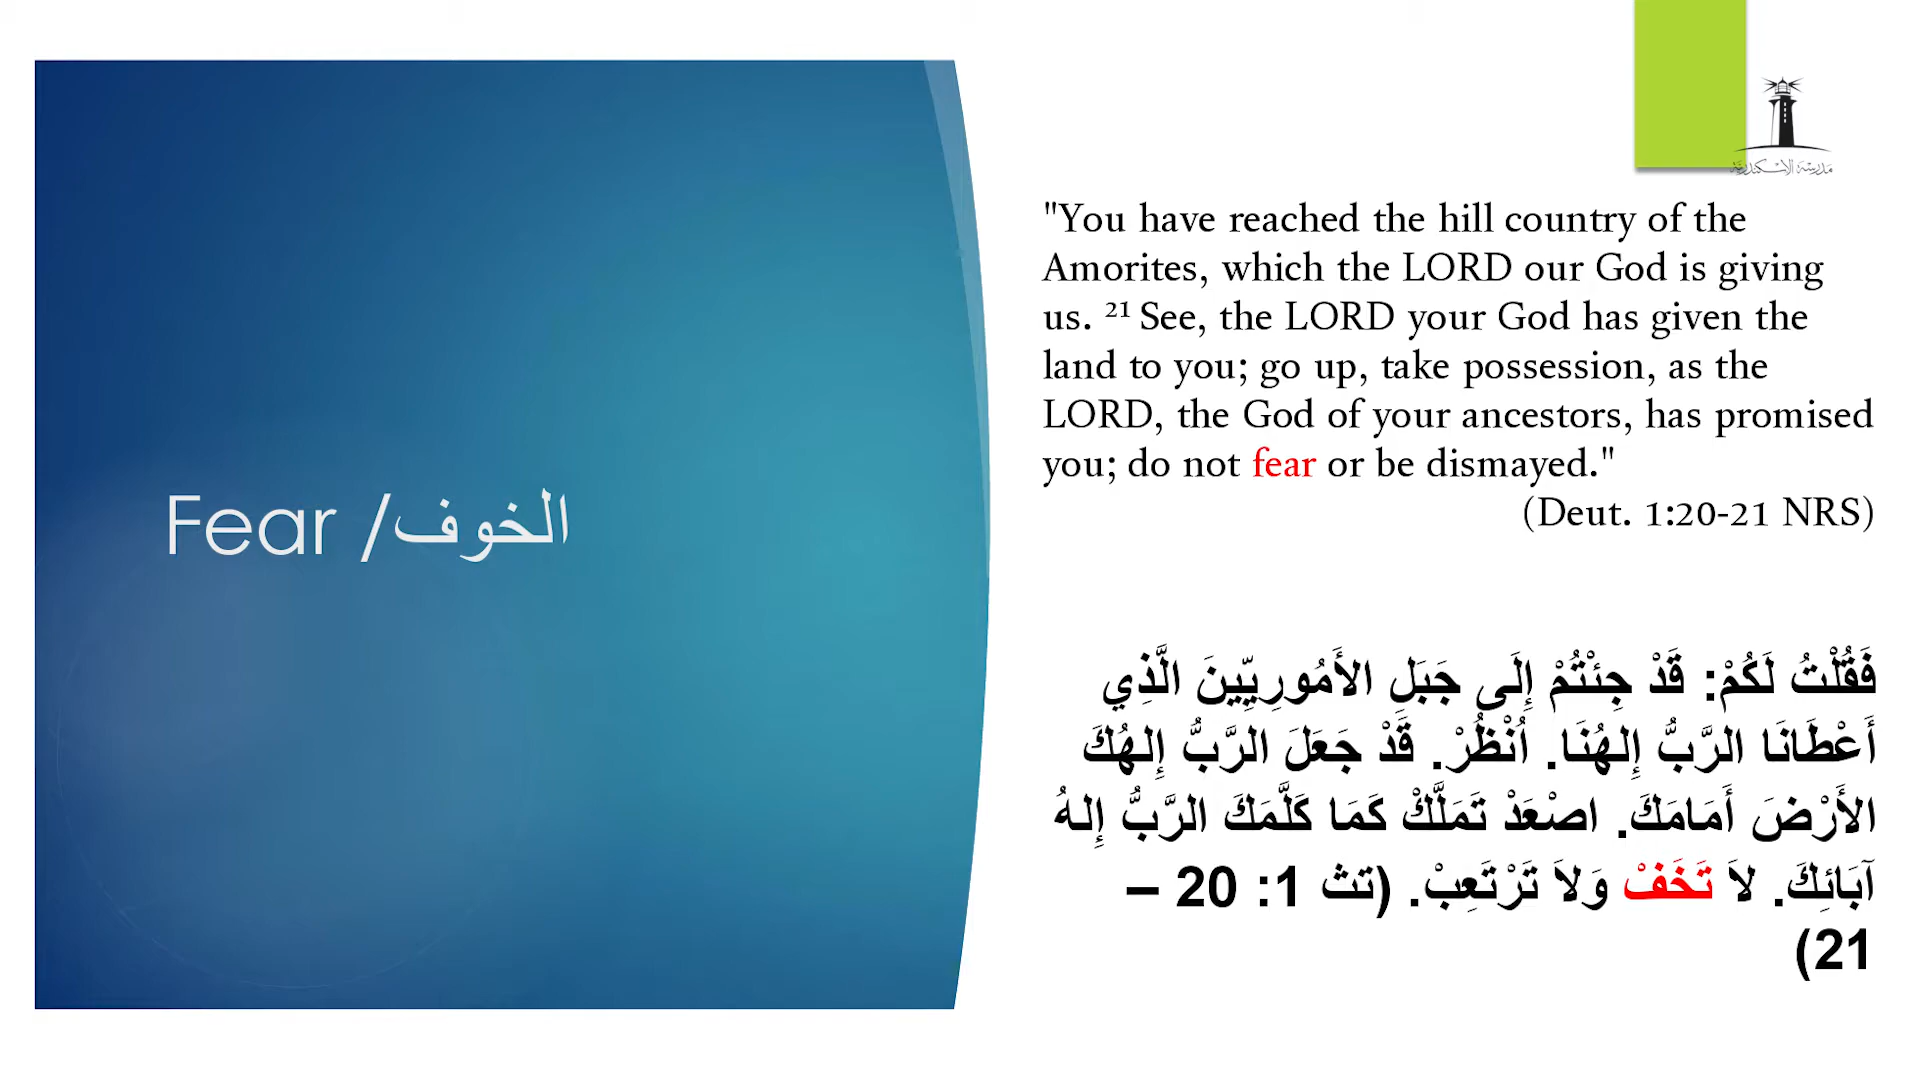 مدرسة الإسكندرية
Fear /الخوف
"You have reached the hill country of the
Amorites, which the LORD our God is giving
us. ²¹ See, the LORD your God has given the
land to you; go up, take possession, as the
LORD, the God of your ancestors, has promised
you; do not fear or be dismayed."
(Deut. 1:20-21 NRS)
فَقُلْتُ لَكُمْ: قَدْ جِئْتُمْ إِلَى جَبَلِ الأَمُورِيِّينَ الَّذِي
أَعْطَانَا الرَّبُّ إِلهُنَا. اُنْظُرْ. قَدْ جَعَلَ الرَّبُّ إِلهُكَ
الأَرْضَ أَمَامَكَ. اصْعَدْ تَمَلَّكْ كَمَا كَلَّمَكَ الرَّبُّ إِلهُ
آبَائِكَ. لاَ تَخَفْ وَلاَ تَرْتَعِبْ. (تث 1: 20 –
21)